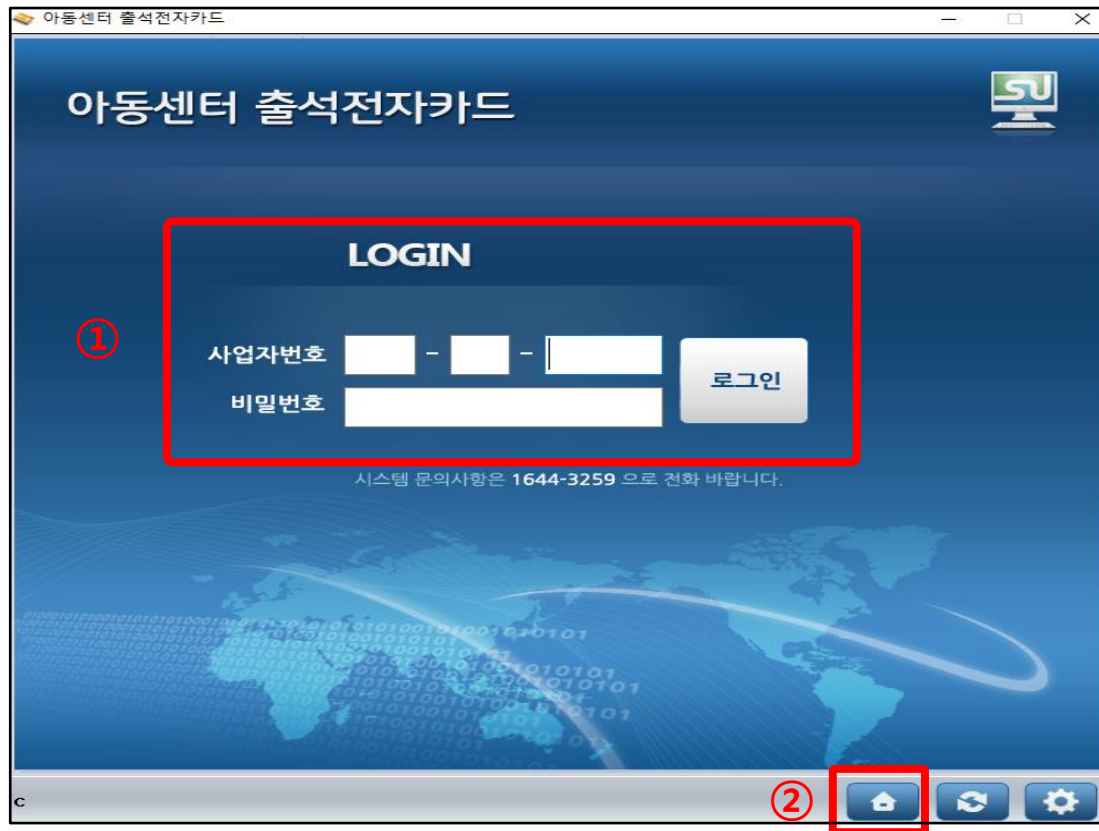 아동센터 출석전자카드
아동센터 출석전자카드
SU
LOGIN
①
사업자번호 - -
로그인
비밀번호
시스템 문의사항은 1644-3259 으로 전화 바랍니다.
②
c